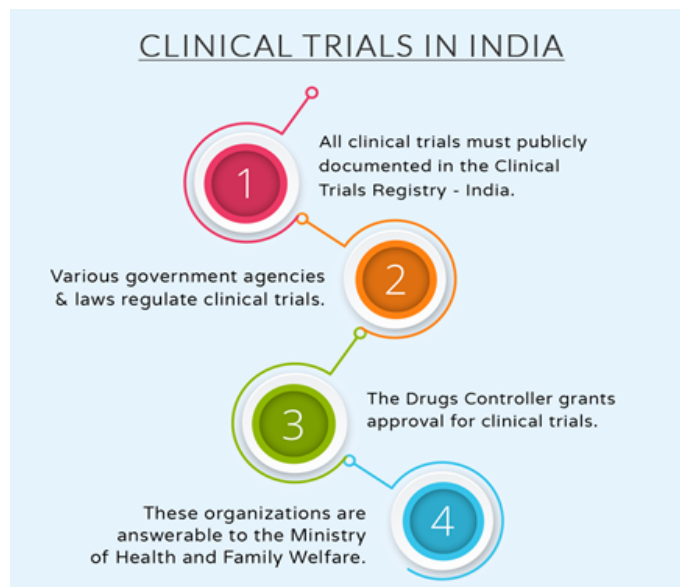 CLINICAL TRIALS IN INDIA
1
All clinical trials must publicly
documented in the Clinical
Trials Registry - India.
2
Various government agencies
& laws regulate clinical trials.
3
The Drugs Controller grants
approval for clinical trials.
4
These organizations are
answerable to the Ministry
of Health and Family Welfare.